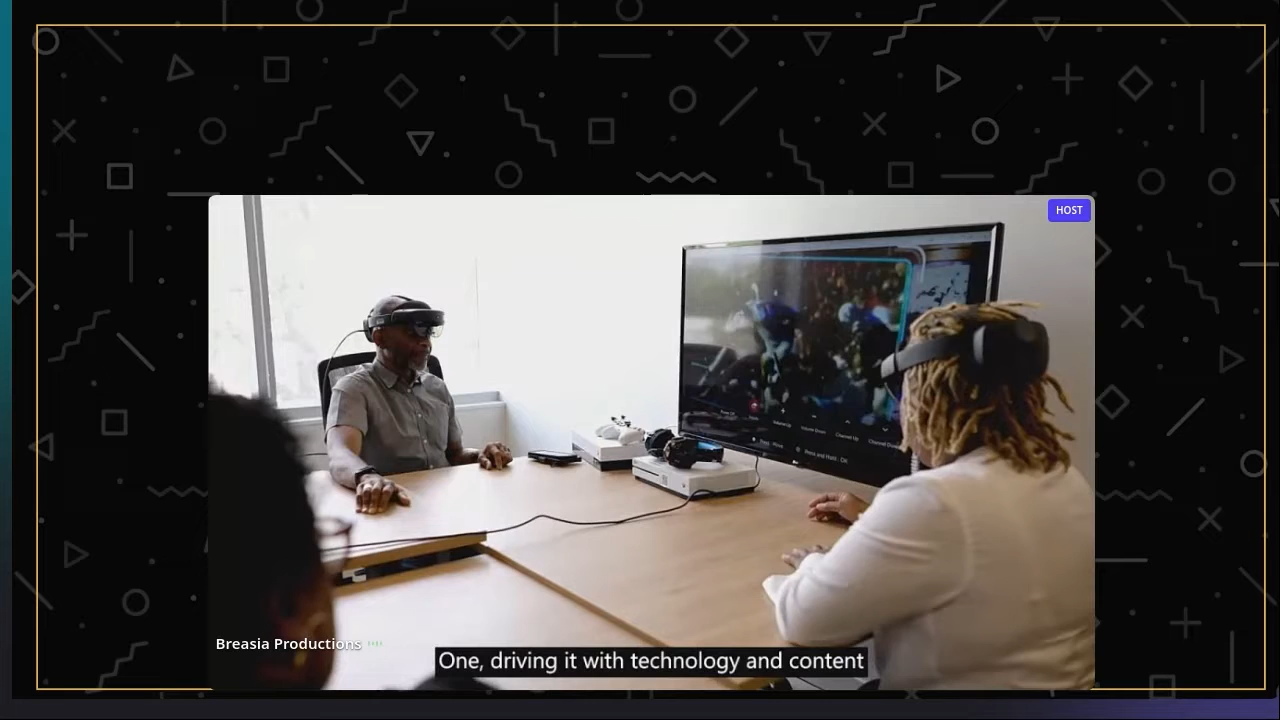 HOST
Breasia Productions
One, driving it with technology and content